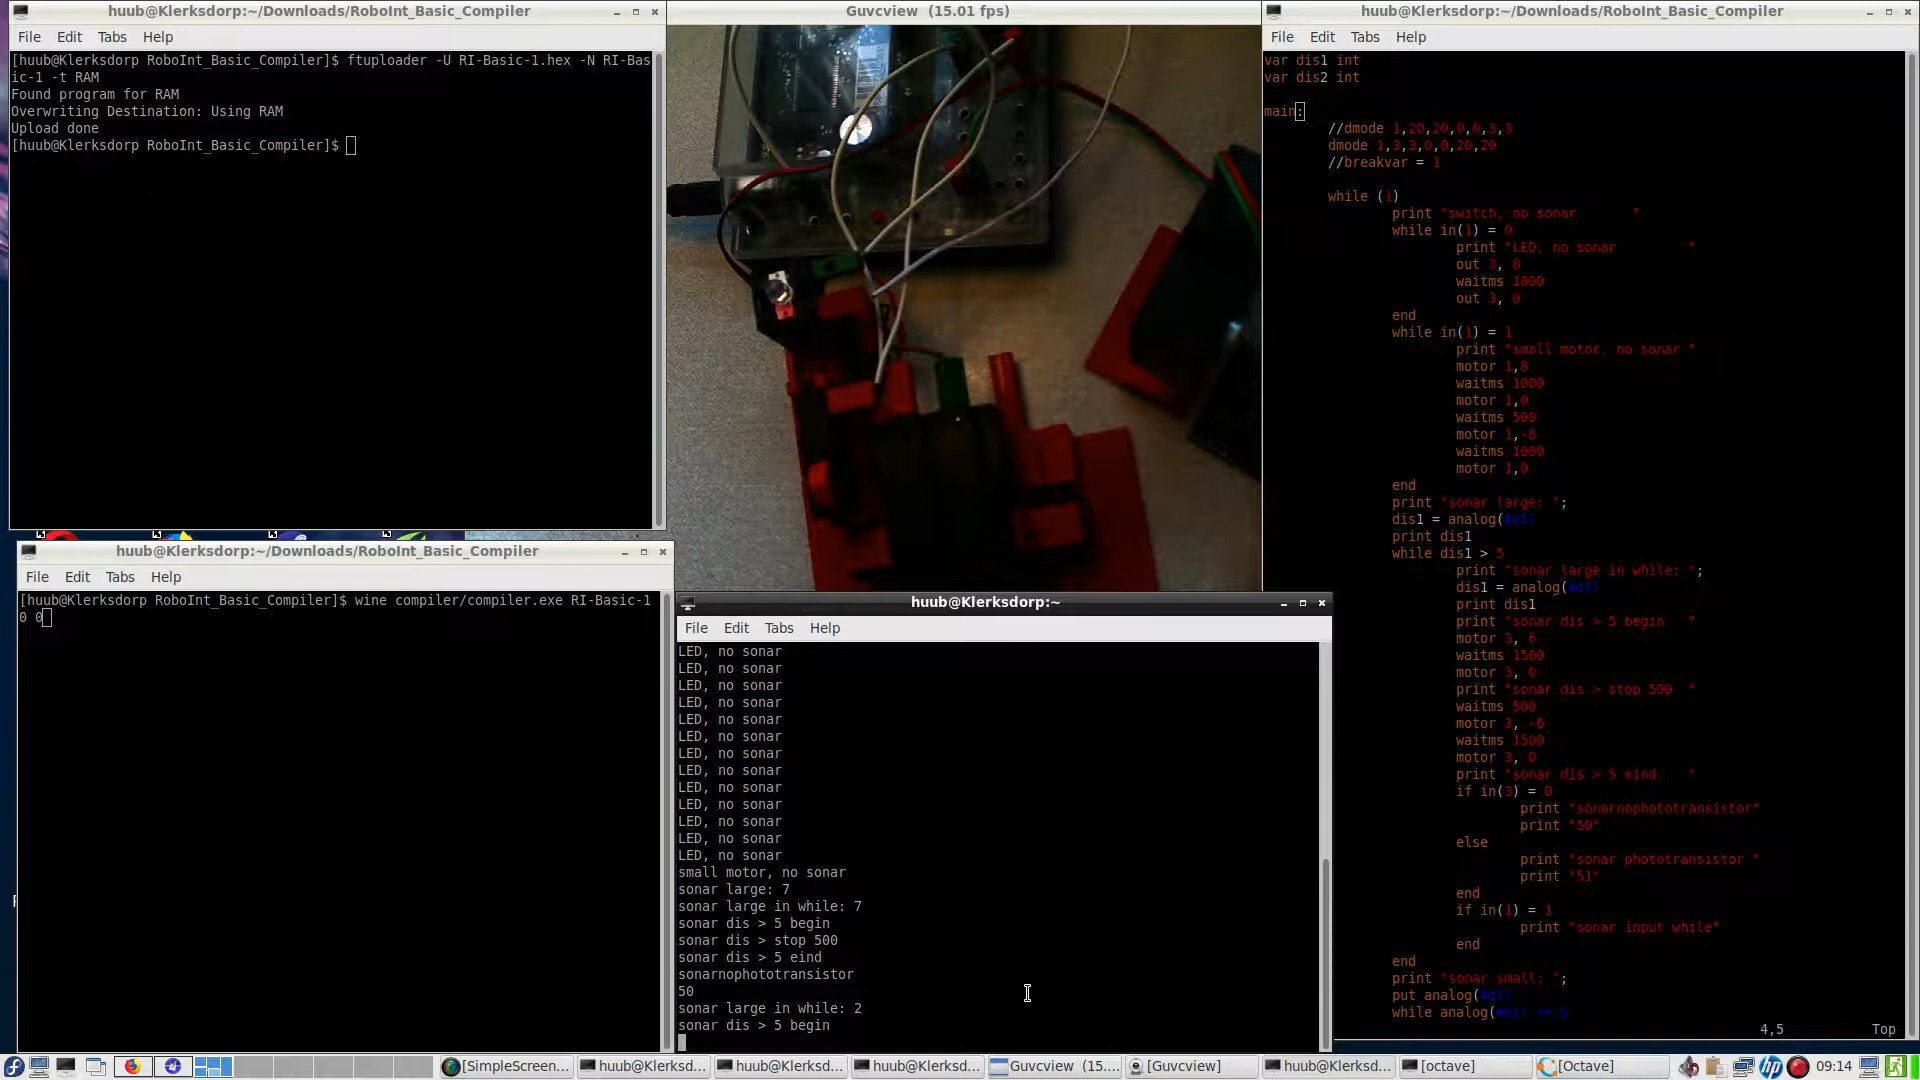 huub@Klerksdorp:~/Downloads/RoboInt_Basic_Compiler
File Edit Tabs Help
[huub@Klerksdorp RoboInt_Basic_Compiler]$ ftuploader -U RI-Basic-1.hex -N RI-Bas
ic-1 -t RAM
Found program for RAM
Overwriting Destination: Using RAM
Upload done
[huub@Klerksdorp RoboInt_Basic_Compiler]$
Guvcview (15.01 fps)
huub@Klerksdorp:~/Downloads/RoboInt_Basic_Compiler
File Edit Tabs Help
var dis1 int
var dis2 int
main:
//dmode 1,20,20,0,0,3,3
dmode 1,3,3,0,0,20,20
//breakvar = 1
while (1)
print "switch, no sonar "
while in(1) = 0
print "LED, no sonar "
out 3, 8
waitms 1000
out 3, 0
end
while in(1) = 1
print "small motor, no sonar "
motor 1,8
waitms 1000
motor 1,0
waitms 500
motor 1,-8
waitms 1000
motor 1,0
end
print "sonar large: ";
dis1 = analog(#d1)
print dis1
while dis1 > 5
print "sonar large in while: ";
dis1 = analog(#d1)
print dis1
print "sonar dis > 5 begin "
motor 3, 6
waitms 1500
motor 3, 0
print "sonar dis > stop 500 "
waitms 500
motor 3, -6
waitms 1500
motor 3, 0
print "sonar dis > 5 eind "
if in(3) = 0
print "sonarnophototransistor"
print "50"
else
print "sonar phototransistor "
print "51"
end
if in(1) = 1
print "sonar input while"
end
end
print "sonar small: ";
put analog(#d1)
while analog(#d1) <= 5
4,5 Top
huub@Klerksdorp:~/Downloads/RoboInt_Basic_Compiler
File Edit Tabs Help
[huub@Klerksdorp RoboInt_Basic_Compiler]$ wine compiler/compiler.exe RI-Basic-1
0 0
huub@Klerksdorp:~
File Edit Tabs Help
LED, no sonar
LED, no sonar
LED, no sonar
LED, no sonar
LED, no sonar
LED, no sonar
LED, no sonar
LED, no sonar
LED, no sonar
LED, no sonar
LED, no sonar
LED, no sonar
LED, no sonar
small motor, no sonar
sonar large: 7
sonar large in while: 7
sonar dis > 5 begin
sonar dis > stop 500
sonar dis > 5 eind
sonarnophototransistor
50
sonar large in while: 2
sonar dis > 5 begin
[SimpleScreen... huub@Klerksd... huub@Klerksd... huub@Klerksd... Guvcview (15.... [Guvcview] huub@Klerksd... [octave] [Octave] hp 09:14